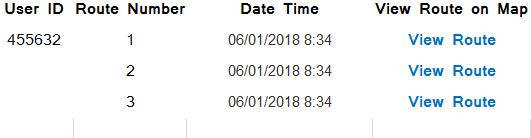 User ID Route Number Date Time View Route on Map
455632 1 06/01/2018 8:34 View Route
2 06/01/2018 8:34 View Route
3 06/01/2018 8:34 View Route